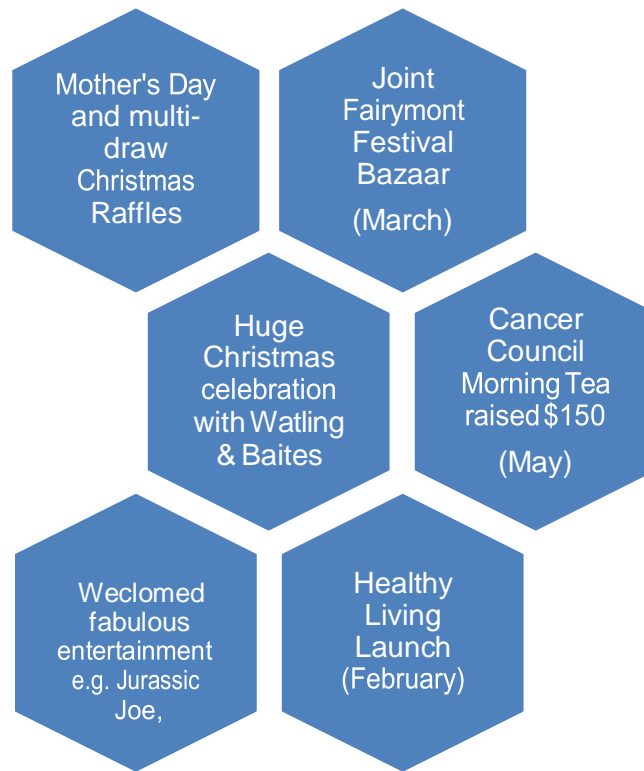 Mother's Day
and multi-
draw
Christmas
Raffles
Joint
Fairymont
Festival
Bazaar
(March)
Huge
Christmas
celebration
with Watling
& Baites
Cancer
Council
Morning Tea
raised $150
(May)
Weclomed
fabulous
entertainment
e.g. Jurassic
Joe,
Healthy
Living
Launch
(February)